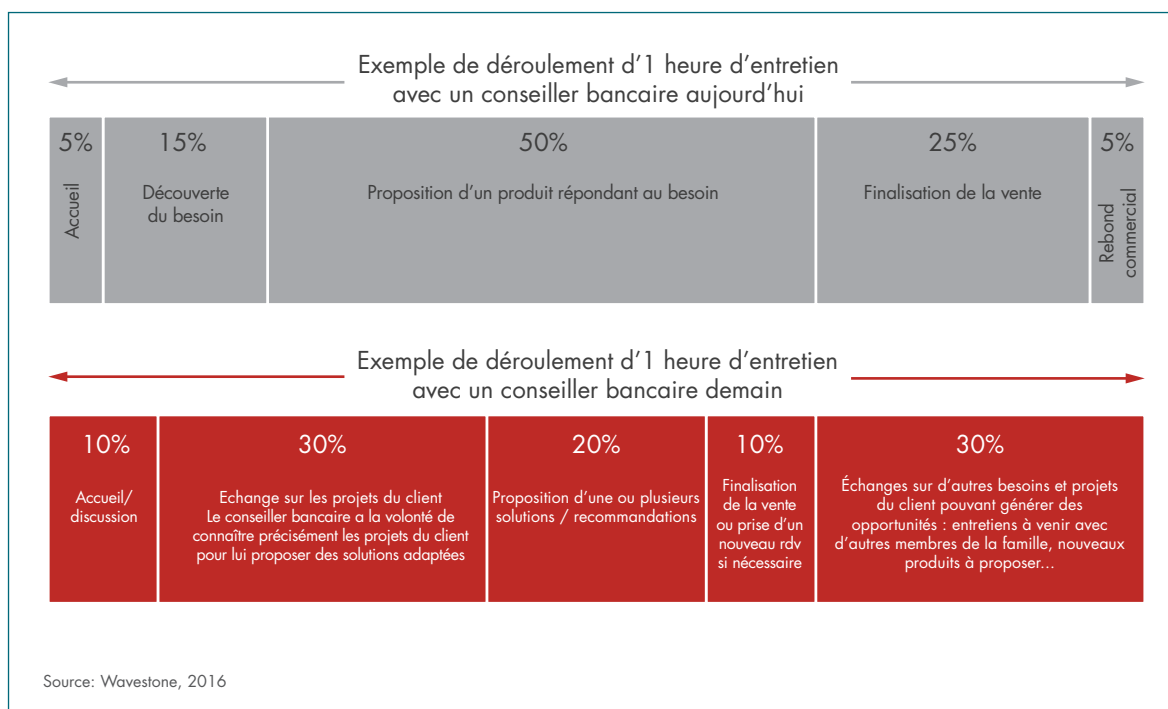 Exemple de déroulement d'1 heure d'entretien
avec un conseiller bancaire aujourd'hui
5%
Accueil
15%
Découverte
du besoin
50%
Proposition d'un produit répondant au besoin
25%
Finalisation de la vente
5%
Rebond
commercial
Exemple de déroulement d'1 heure d'entretien
avec un conseiller bancaire demain
10%
Accueil/
discussion
30%
Echange sur les projets du client
Le conseiller bancaire a la volonté de
connaître précisément les projets du client
pour lui proposer des solutions adaptées
20%
Proposition d'une ou plusieurs
solutions / recommandations
10%
Finalisation
de la vente
ou prise d'un
nouveau rdv
si nécessaire
30%
Échanges sur d'autres besoins et projets
du client pouvant générer des
opportunités : entretiens à venir avec
d'autres membres de la famille, nouveaux
produits à proposer...
Source: Wavestone, 2016